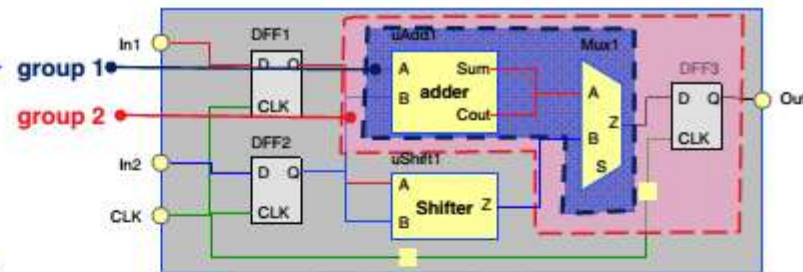 In1
group 1
group 2
In2
CLK
DFF1
D Q
CLK
DFF2
D Q
CLK
uAdd1
A Sum
B adder
Cout
uShift1
A
Shifter Z
B
Mux1
A
Z
B
S
DFF3
D Q
CLK
Out